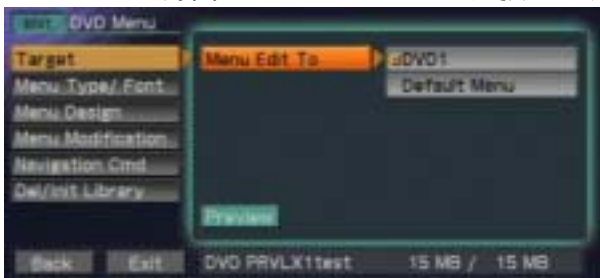 DVD Menu
Target
Menu Edit To
DVD1
Menu Type/ Font
Default Menu
Menu Design
Menu Modification
Navigation Cmd
Del/Init Library
Preview
Back
Exit
DVD PRVLX1test
15 MB / 15 MB